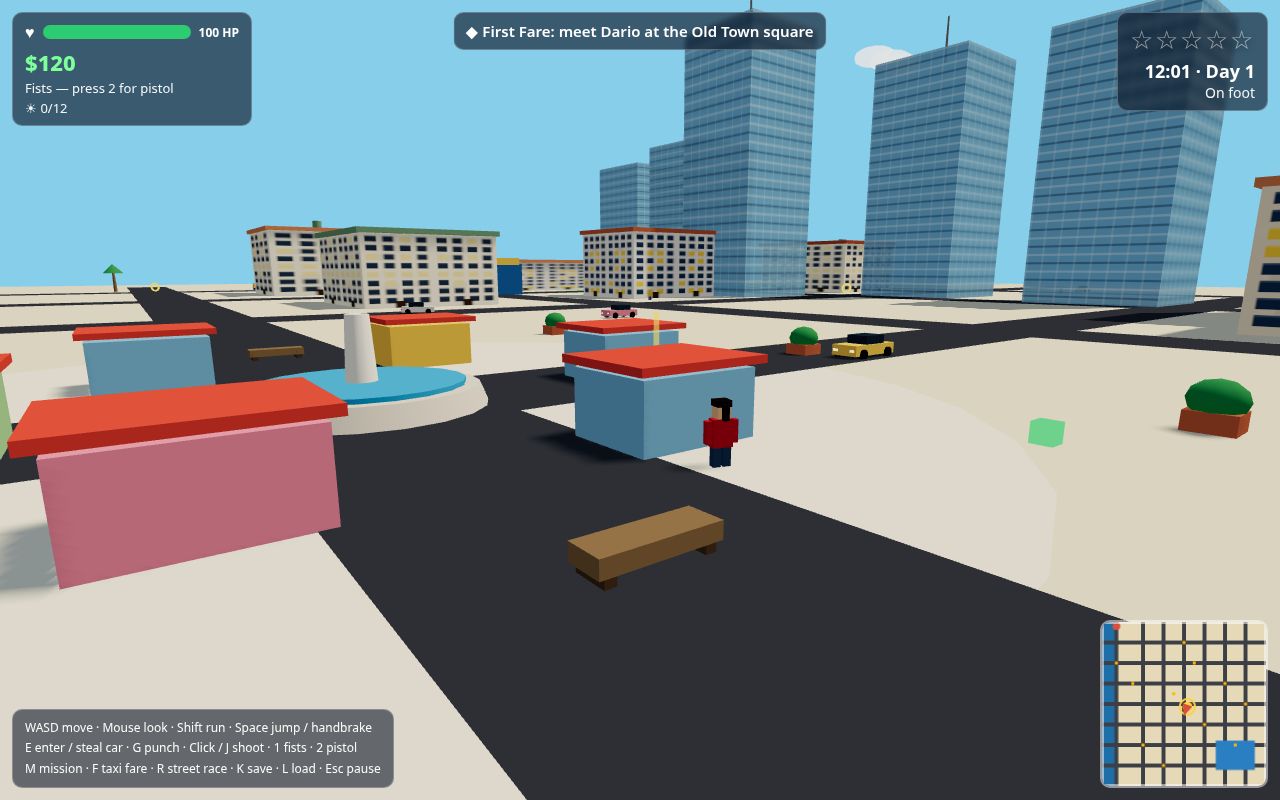 ♥ 100 HP
$120
Fists — press 2 for pistol
☀ 0/12
◆ First Fare: meet Dario at the Old Town square
☆☆☆☆☆
12:01 · Day 1
On foot
WASD move · Mouse look · Shift run · Space jump / handbrake
E enter / steal car · G punch · Click / J shoot · 1 fists · 2 pistol
M mission · F taxi fare · R street race · K save · L load · Esc pause